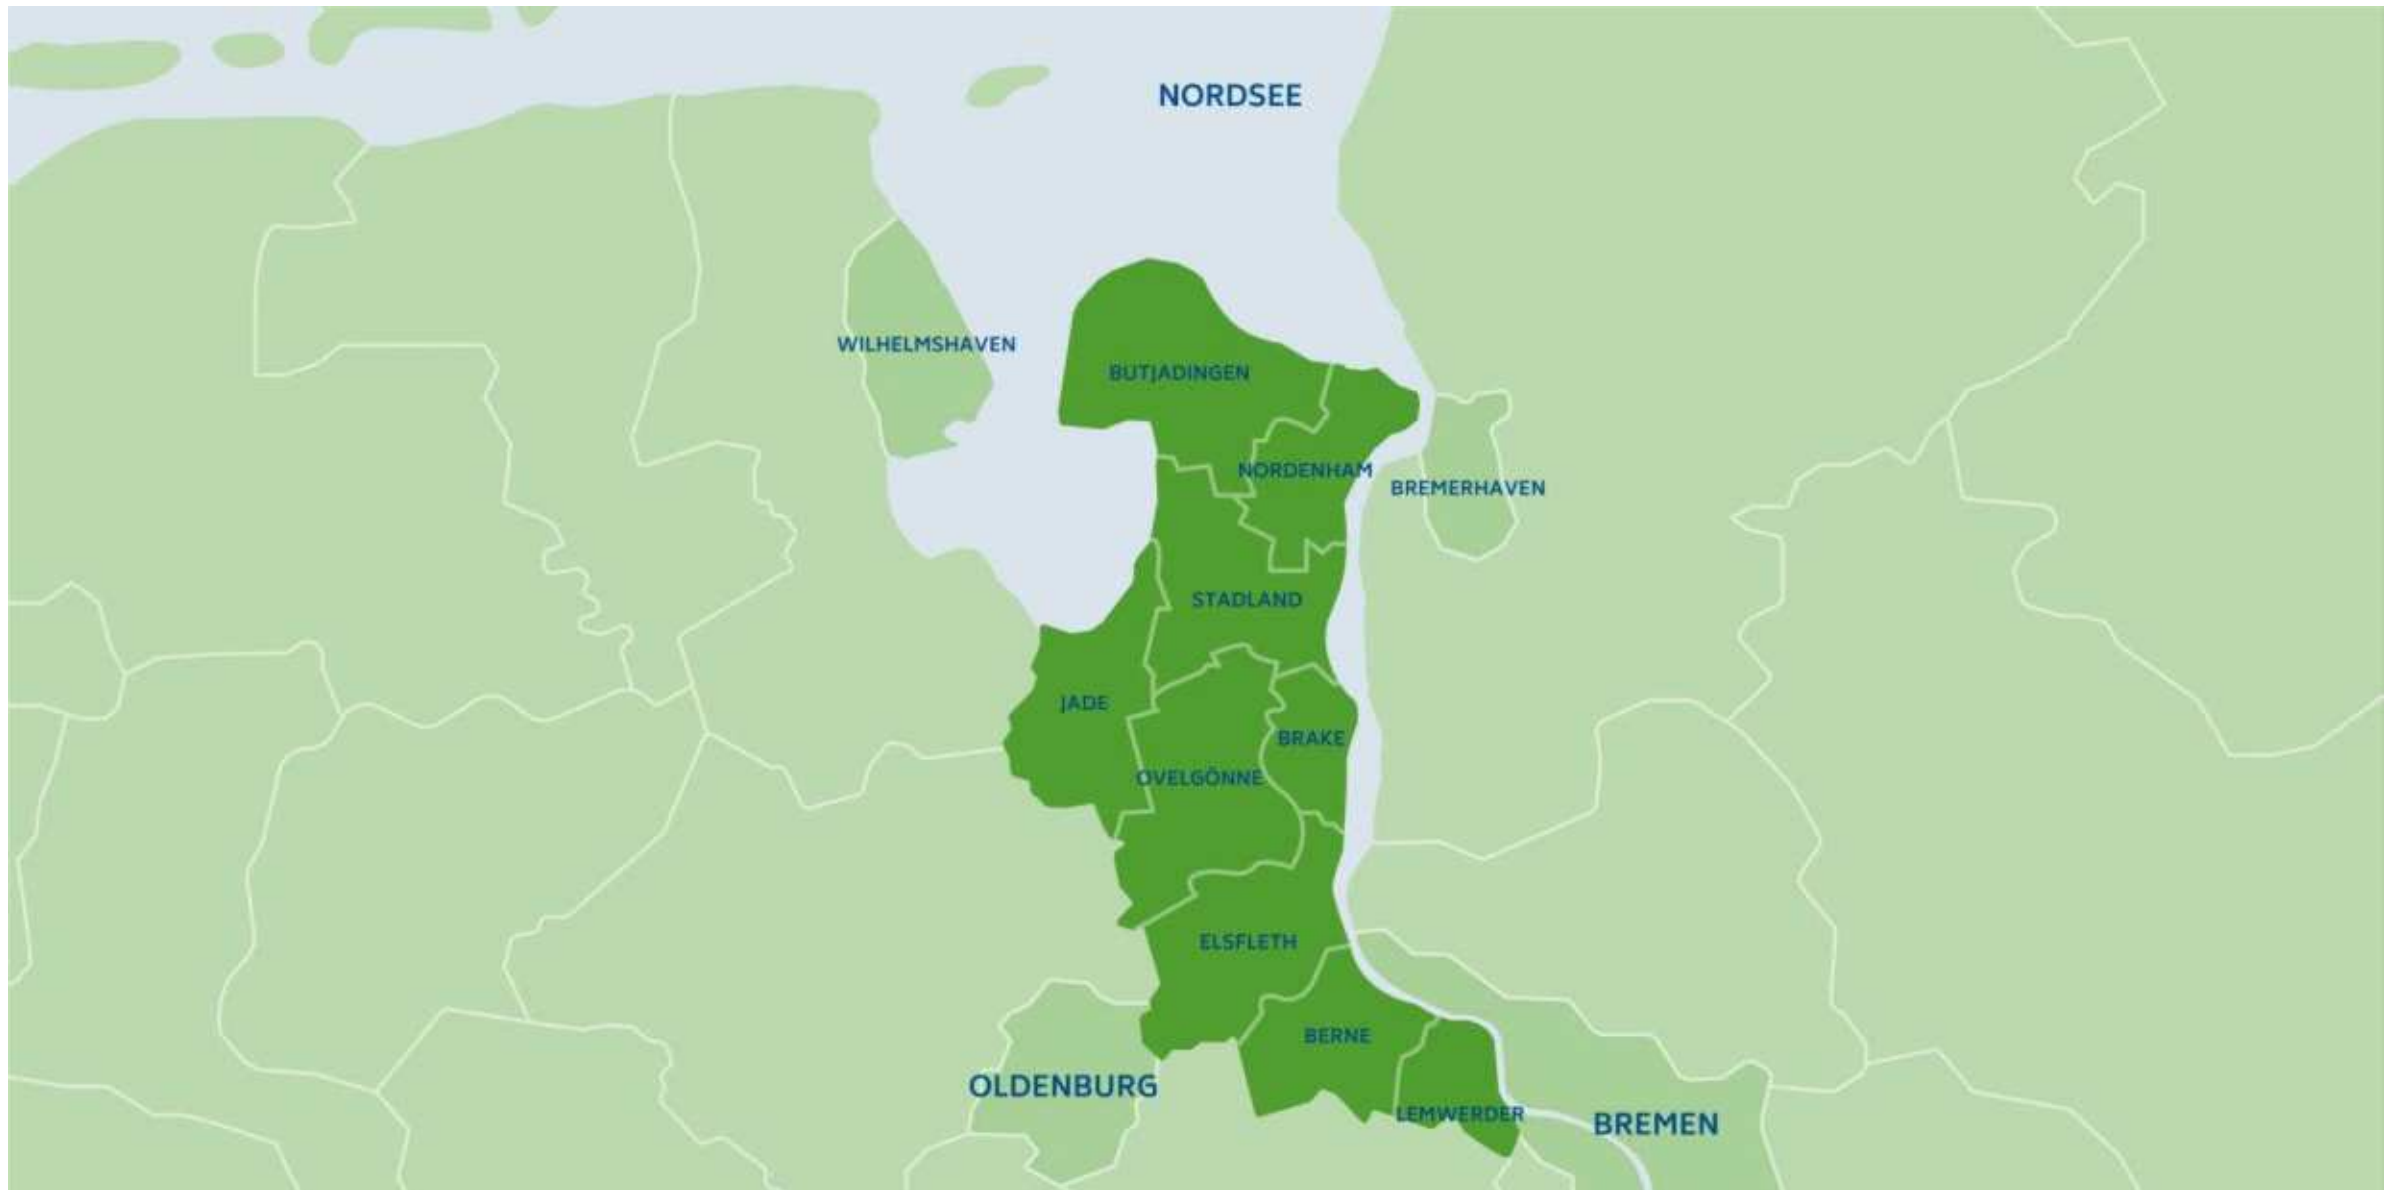 NORDSEE
WILHELMSHAVEN
BUTJADINGEN
NORDENHAM
BREMERHAVEN
STADLAND
JADE
BRAKE
OVELGÖNNE
ELSFLETH
BERNE
OLDENBURG
LEMWERDER
BREMEN